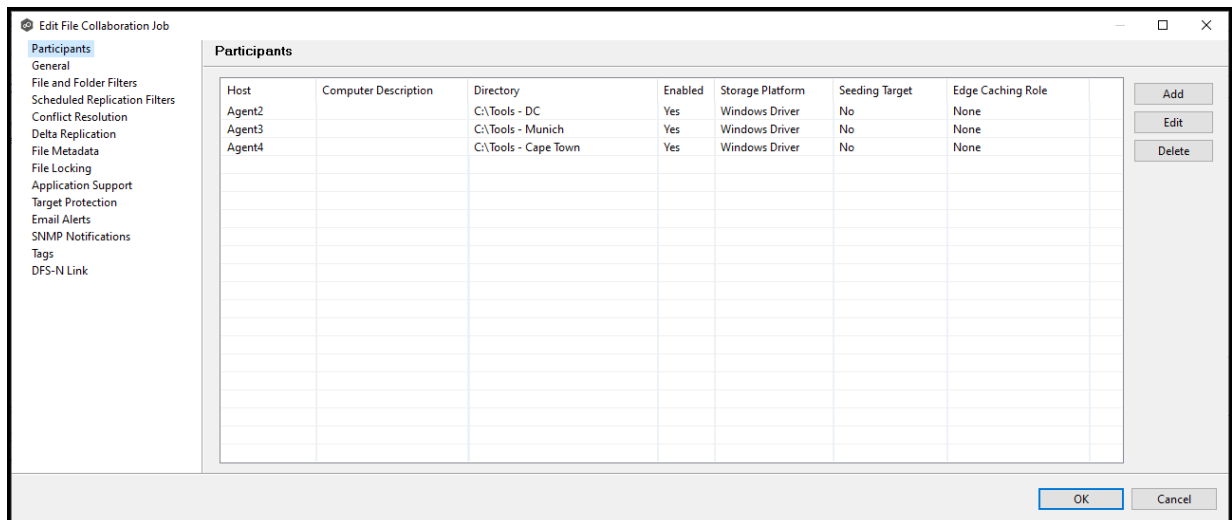 Edit File Collaboration Job
Participants
General
File and Folder Filters
Scheduled Replication Filters
Conflict Resolution
Delta Replication
File Metadata
File Locking
Application Support
Target Protection
Email Alerts
SNMP Notifications
Tags
DFS-N Link
Participants
Host Computer Description Directory Enabled Storage Platform Seeding Target Edge Caching Role
Agent2 C:\Tools - DC Yes Windows Driver No None
Agent3 C:\Tools - Munich Yes Windows Driver No None
Agent4 C:\Tools - Cape Town Yes Windows Driver No None
Add
Edit
Delete
OK Cancel